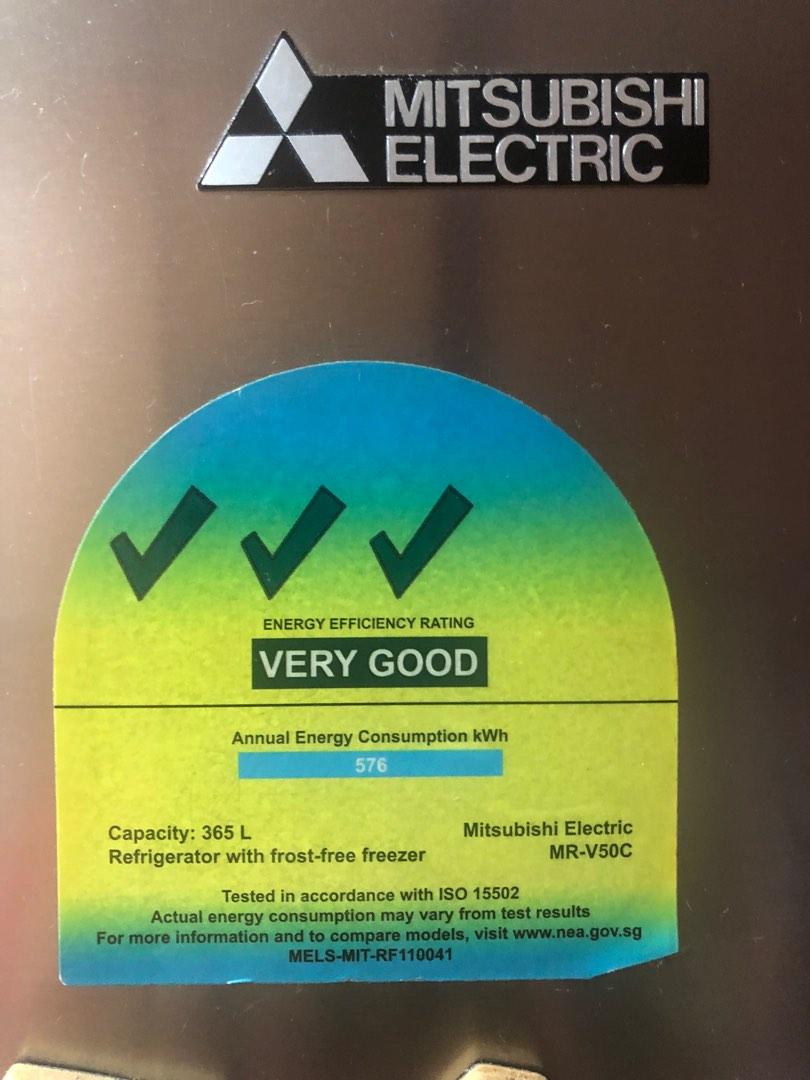 MITSUBISHI
ELECTRIC
ENERGY EFFICIENCY RATING
VERY GOOD
Annual Energy Consumption kWh
576
Capacity: 365 L
Mitsubishi Electric
Refrigerator with frost-free freezer
MR-V50C
Tested in accordance with ISO 15502
Actual energy consumption may vary from test results
For more information and to compare models, visit www.nea.gov.sg
MELS-MIT-RF110041